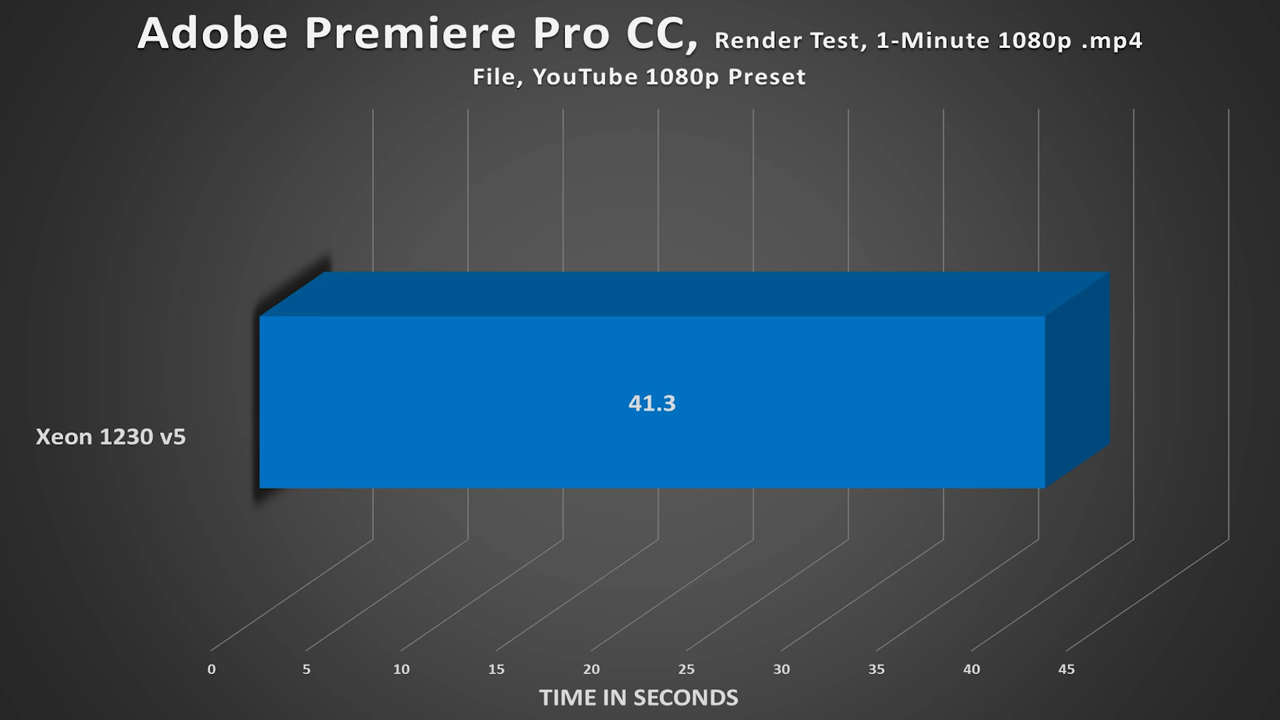 Adobe Premiere Pro CC, Render Test, 1-Minute 1080p .mp4
File, YouTube 1080p Preset
41.3
Xeon 1230 v5
0 5 10 15 20 25 30 35 40 45
TIME IN SECONDS